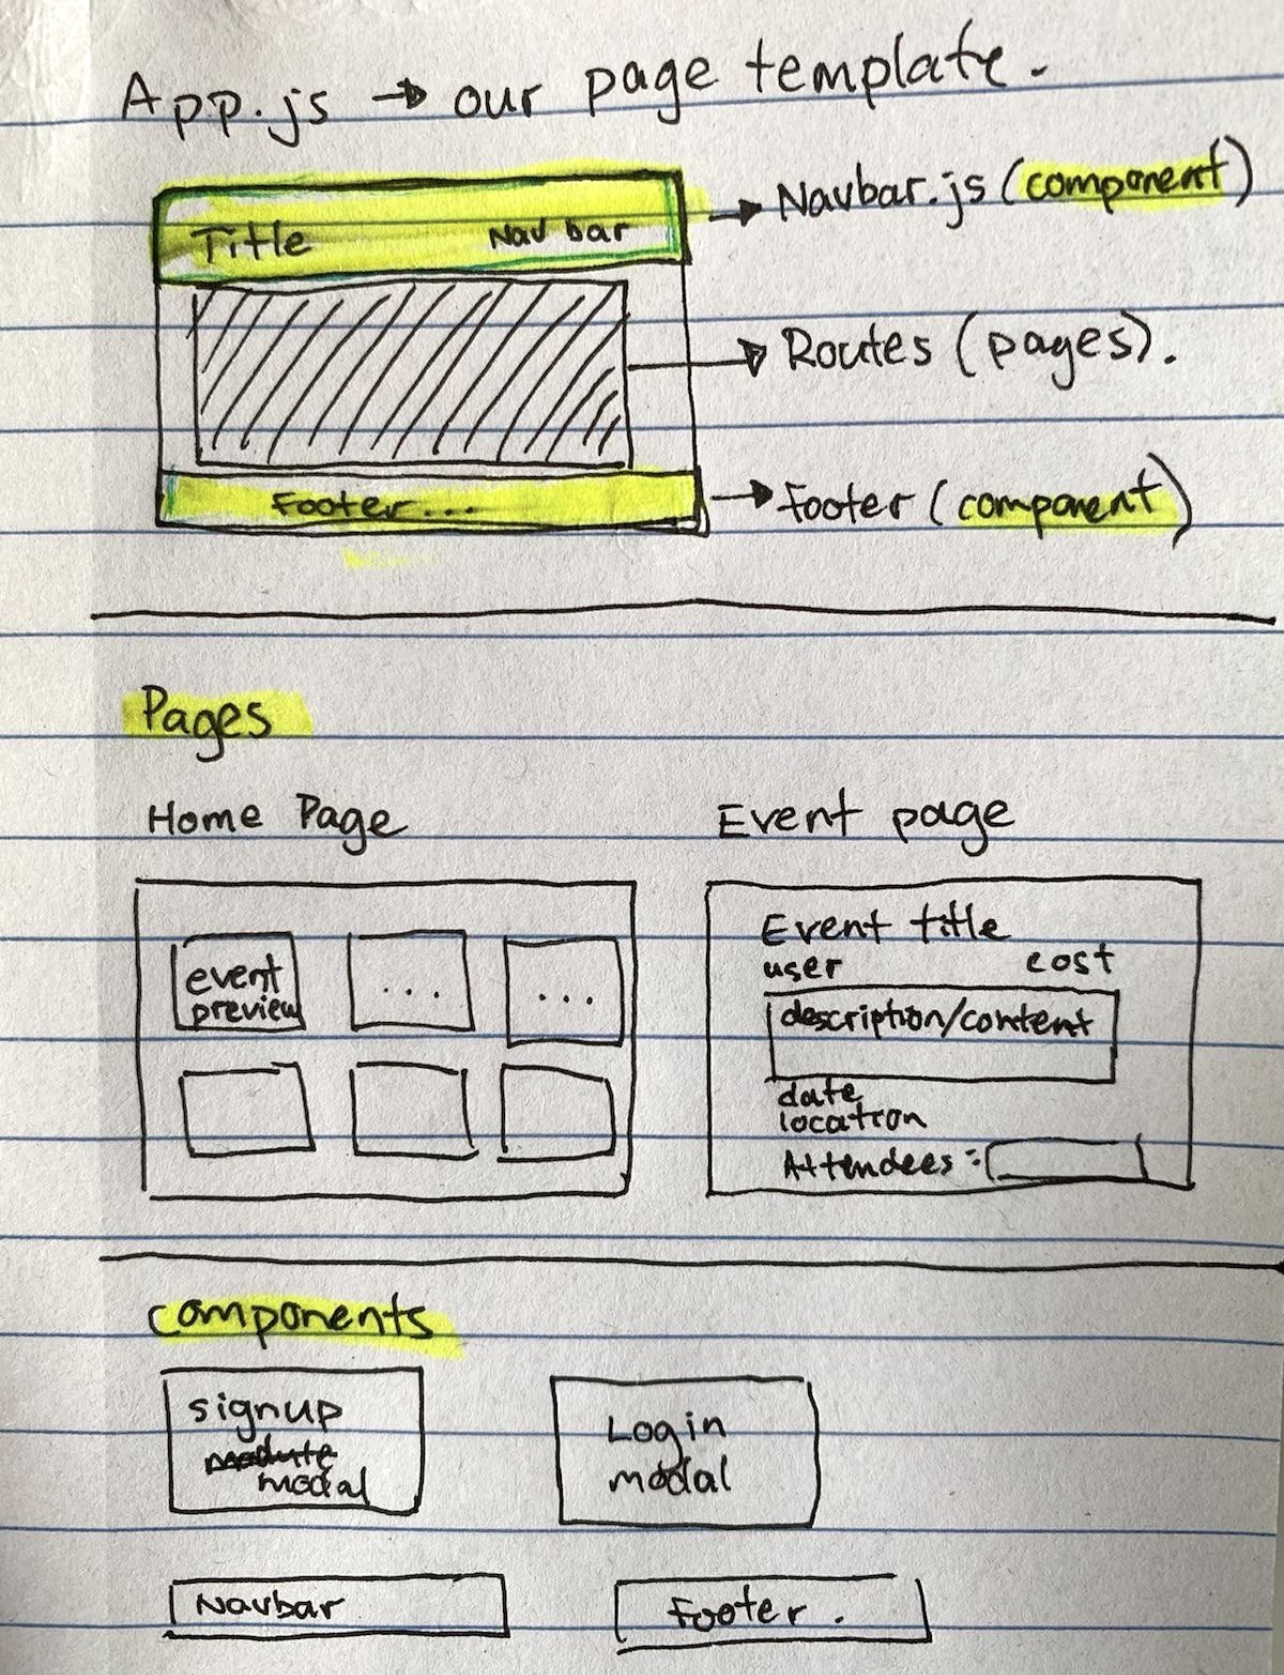 App.js → our page template.
Title Nav bar
→ Navbar.js (component)
→ Routes (pages).
Footer...
→ footer (component)
Pages
Home Page
Event page
event
preview
...
...
Event title
user cost
description/content
date
location
Attendees :
components
signup
module
modal
Login
modal
Navbar
Footer.